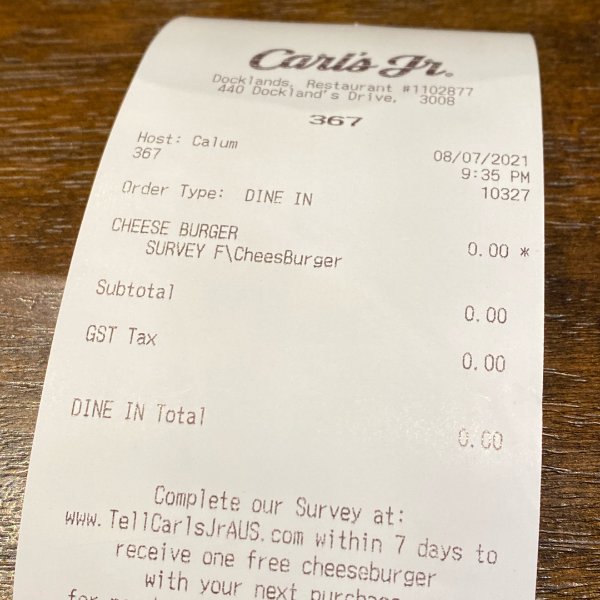 Carl's Jr.
Docklands, Restaurant #1102877
440 Dockland's Drive, 3008
367
Host: Calum 08/07/2021
367 9:35 PM
10327
Order Type: DINE IN
CHEESE BURGER 0.00 *
SURVEY F\CheesBurger
Subtotal 0.00
GST Tax 0.00
DINE IN Total 0.00
Complete our Survey at:
www.TellCarlsJrAUS.com within 7 days to
receive one free cheeseburger
with your next purchase